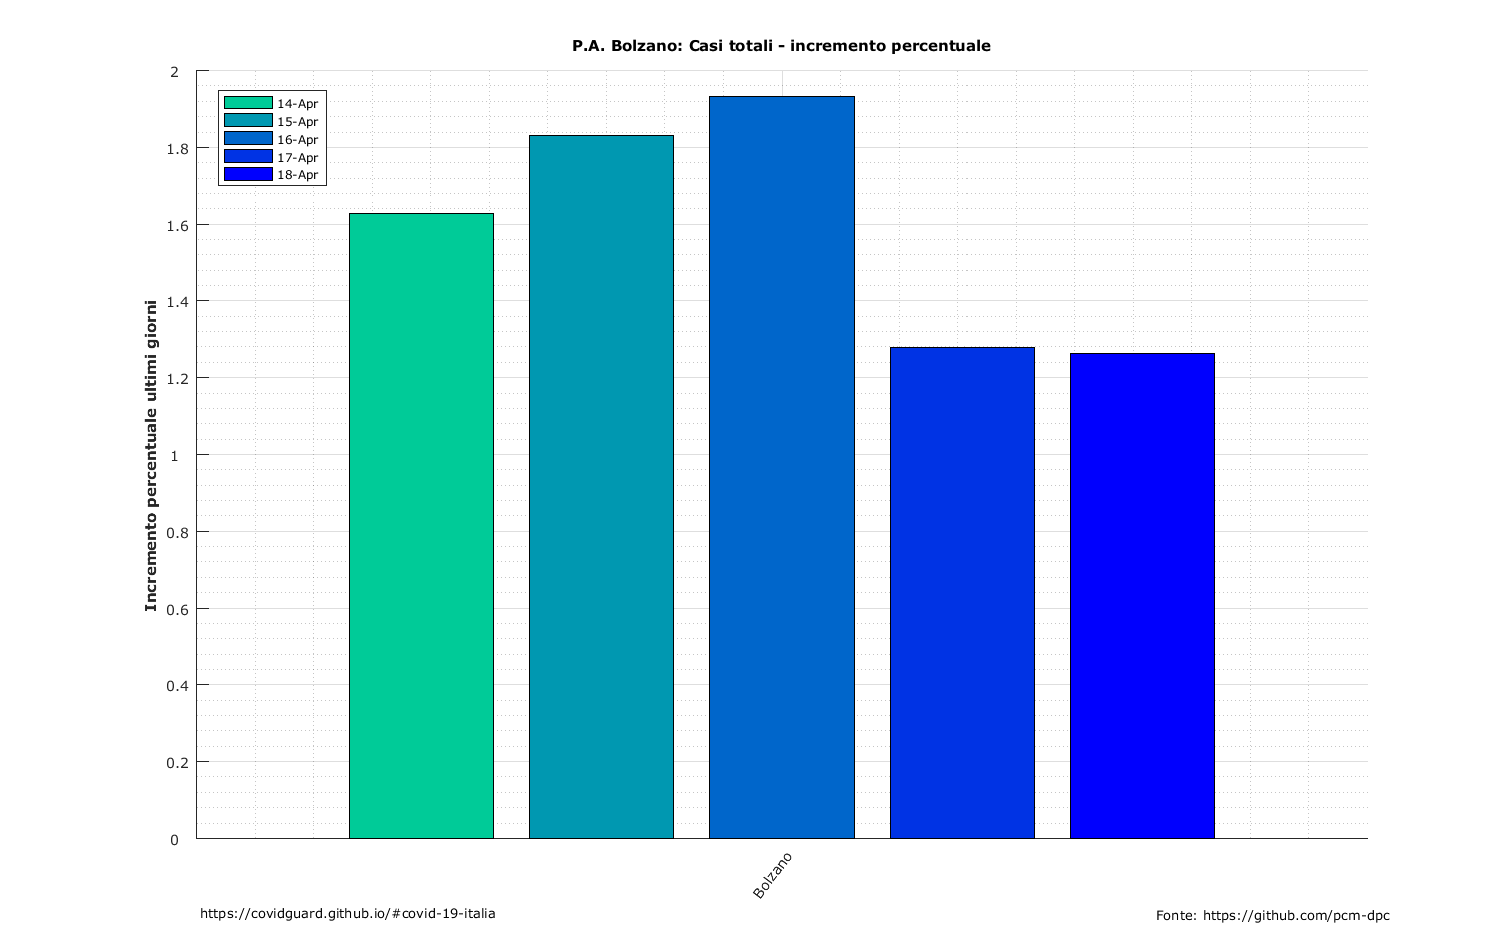 P.A. Bolzano: Casi totali - incremento percentuale
14-Apr
15-Apr
16-Apr
17-Apr
18-Apr
Incremento percentuale ultimi giorni
2
1.8
1.6
1.4
1.2
1
0.8
0.6
0.4
0.2
0
Bolzano
https://covidguard.github.io/#covid-19-italia
Fonte: https://github.com/pcm-dpc